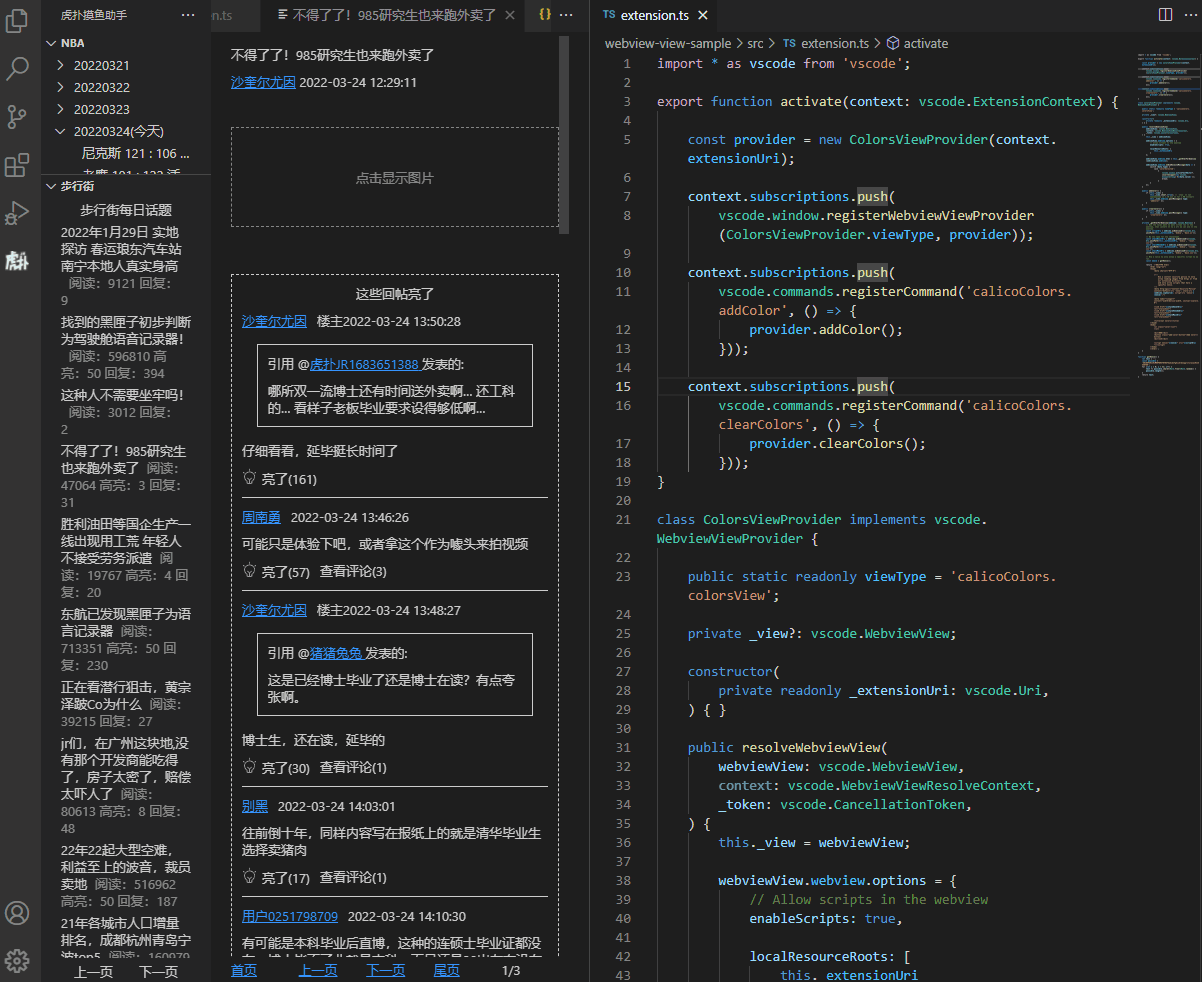 虎扑摸鱼助手
···
NBA
20220321
20220322
20220323
20220324(今天)
尼克斯 121 : 106 ...
步行街
步行街每日话题
2022年1月29日 实地
探访 春运琅东汽车站
南宁本地人真实身高
阅读：9121 回复：
9
找到的黑匣子初步判断
为驾驶舱语音记录器！
阅读：596810 高
亮：50 回复：394
这种人不需要坐牢吗！
阅读：3012 回复：
2
不得了了！985研究生
也来跑外卖了 阅读：
47064 高亮：3 回复：
31
胜利油田等国企生产一
线出现用工荒 年轻人
不接受劳务派遣 阅
读：19767 高亮：4 回
复：20
东航已发现黑匣子为语
言记录器 阅读：
713351 高亮：50 回
复：230
正在看潜行狙击，黄宗
泽跛Co为什么 阅读：
39215 回复：27
jr们，在广州这块地,没
有那个开发商能吃得
了，房子太密了，赔偿
太吓人了 阅读：
80613 高亮：8 回复：
48
22年22起大型空难，
利益至上的波音，裁员
卖地 阅读：516962
高亮：50 回复：187
21年各城市人口增量
排名，成都杭州青岛宁
波top5 阅读：160979
上一页 下一页
n.ts
不得了了！985研究生也来跑外卖了
{}
···
不得了了！985研究生也来跑外卖了
沙奎尔尤因 2022-03-24 12:29:11
点击显示图片
这些回帖亮了
沙奎尔尤因 楼主2022-03-24 13:50:28
引用 @虎扑JR1683651388 发表的:
哪所双一流博士还有时间送外卖啊... 还工科
的... 看样子老板毕业要求设得够低啊...
仔细看看，延毕挺长时间了
亮了(161)
周南勇 2022-03-24 13:46:26
可能只是体验下吧，或者拿这个作为噱头来拍视频
亮了(57) 查看评论(3)
沙奎尔尤因 楼主2022-03-24 13:48:27
引用 @猪猪兔兔 发表的:
这是已经博士毕业了还是博士在读？有点夸
张啊。
博士生，还在读，延毕的
亮了(30) 查看评论(1)
别黑 2022-03-24 14:03:01
往前倒十年，同样内容写在报纸上的就是清华毕业生
选择卖猪肉
亮了(17) 查看评论(1)
用户0251798709 2022-03-24 14:10:30
有可能是本科毕业后直博，这种的连硕士毕业证都没
首页 上一页 下一页 尾页 1/3
TS extension.ts
···
webview-view-sample > src > TS extension.ts > activate
1 import * as vscode from 'vscode';
2
3 export function activate(context: vscode.ExtensionContext) {
4
5 const provider = new ColorsViewProvider(context.
extensionUri);
6
7 context.subscriptions.push(
8 vscode.window.registerWebviewViewProvider
(ColorsViewProvider.viewType, provider));
9
10 context.subscriptions.push(
11 vscode.commands.registerCommand('calicoColors.
addColor', () => {
12 provider.addColor();
13 }));
14
15 context.subscriptions.push(
16 vscode.commands.registerCommand('calicoColors.
clearColors', () => {
17 provider.clearColors();
18 }));
19 }
20
21 class ColorsViewProvider implements vscode.
WebviewViewProvider {
22
23 public static readonly viewType = 'calicoColors.
colorsView';
24
25 private _view?: vscode.WebviewView;
26
27 constructor(
28 private readonly _extensionUri: vscode.Uri,
29 ) { }
30
31 public resolveWebviewView(
32 webviewView: vscode.WebviewView,
33 context: vscode.WebviewViewResolveContext,
34 _token: vscode.CancellationToken,
35 ) {
36 this._view = webviewView;
37
38 webviewView.webview.options = {
39 // Allow scripts in the webview
40 enableScripts: true,
41
42 localResourceRoots: [
43 this._extensionUri